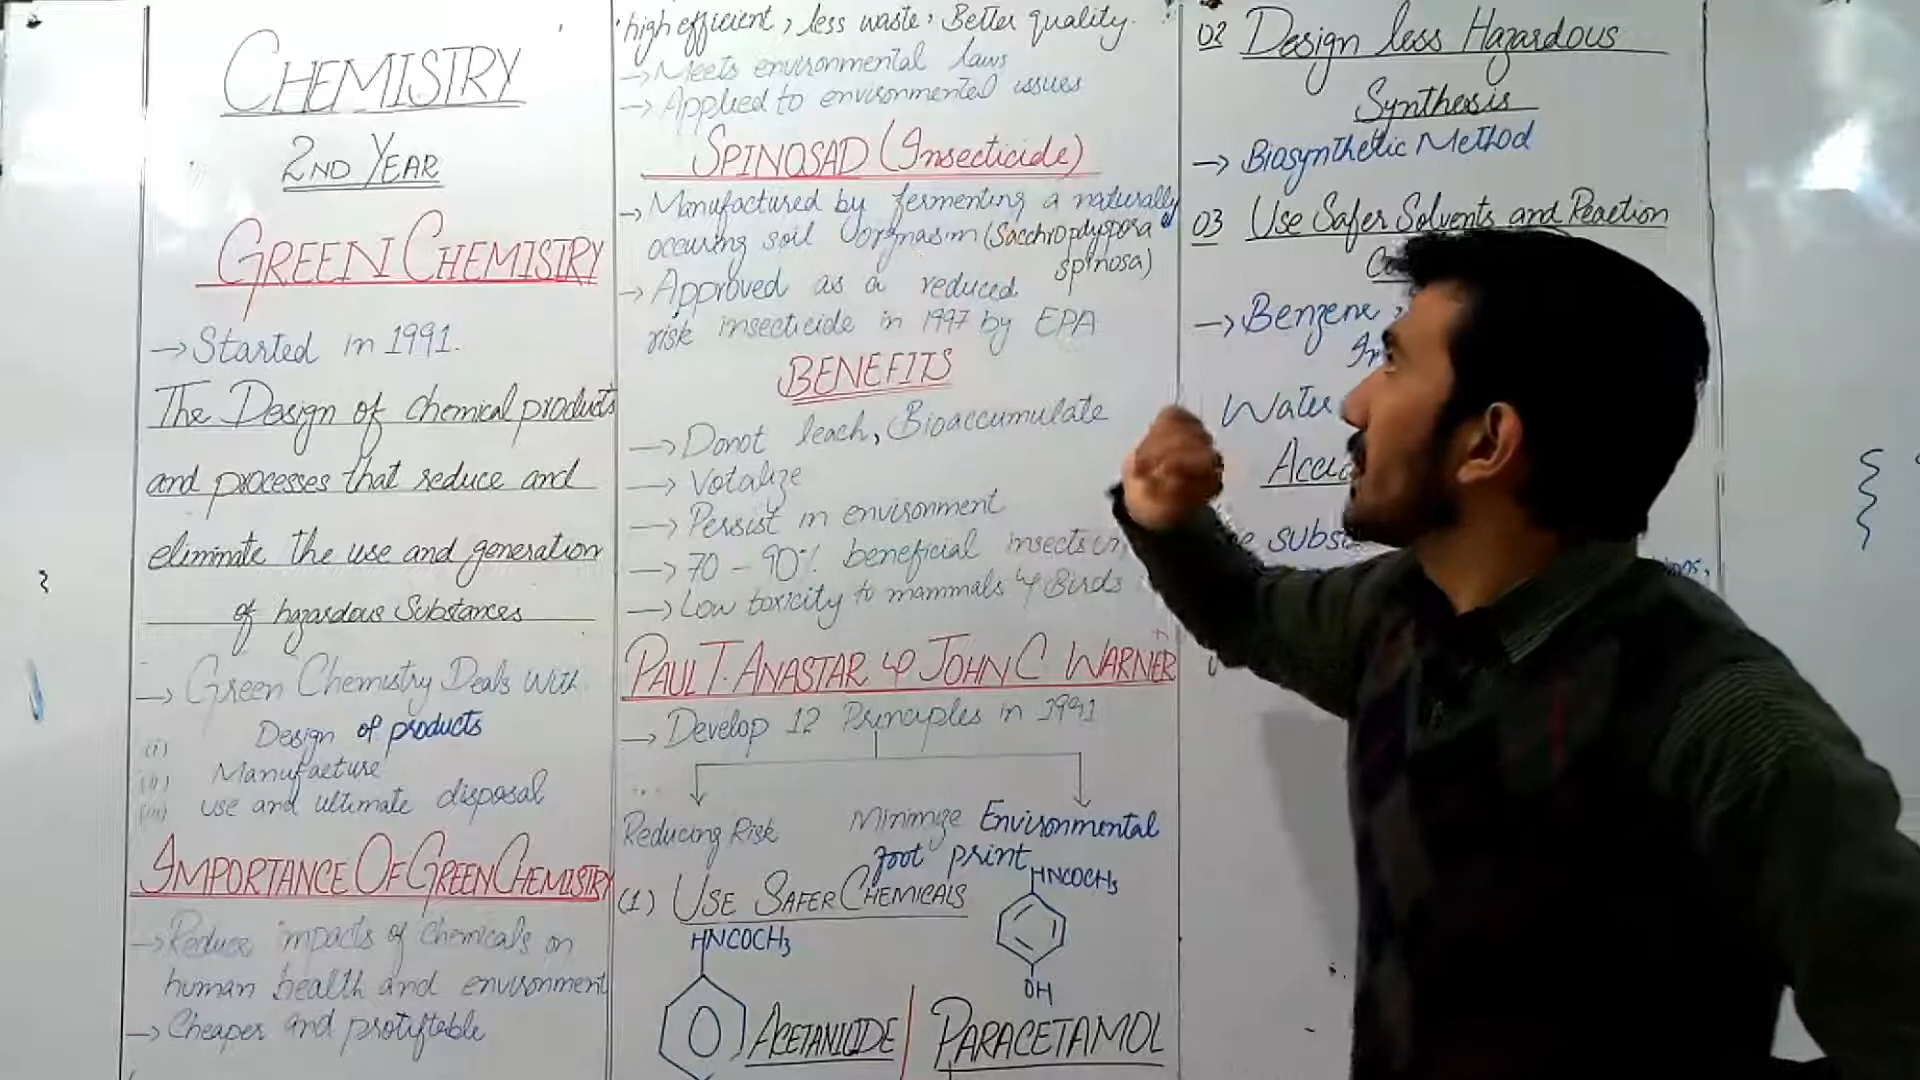 CHEMISTRY
2ND YEAR
GREEN CHEMISTRY
→ Started in 1991.
The Design of chemical products
and processes that reduce and
eliminate the use and generation
of hazardous Substances
→ Green Chemistry Deals With
(i) Design of products
(ii) Manufacture
(iii) use and ultimate disposal
IMPORTANCE OF GREEN CHEMISTRY
→ Reduce impacts of chemicals on
human health and environment
→ Cheaper and protiftable
high efficient, less waste, Better quality.
→ Meets environmental laws
→ Applied to environmental issues
SPINOSAD (Insecticide)
→ Manufactured by fermenting a naturally
occuring soil orgnasim (Sacchropdyspora
spinosa)
→ Approved as a reduced
risk insecticide in 1997 by EPA
BENEFITS
→ Donot leach, Bioaccumulate
→ Votalize
→ Persist in environment
→ 70 - 90% beneficial insects
→ Low toxicity to mammals & Birds
PAUL T. ANASTAR & JOHN C WARNER
→ Develop 12 Principles in 1991
Reducing Risk
Minimize Environmental
foot print
(1) USE SAFER CHEMICALS
HNCOCH3
ACETANILIDE
HNCOCH3
OH
PARACETAMOL
02 Design less Hazardous
Synthesis
→ Biosynthetic Method
03 Use Safer Solvents and Reaction
→ Benzene,
Water